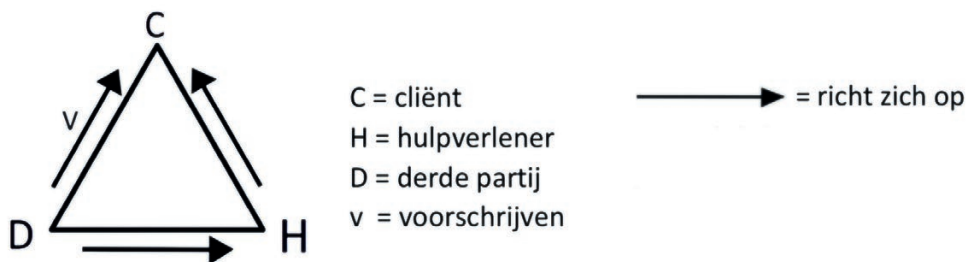 C
V
D
H
C = cliënt
H = hulpverlener
D = derde partij
v = voorschrijven
= richt zich op